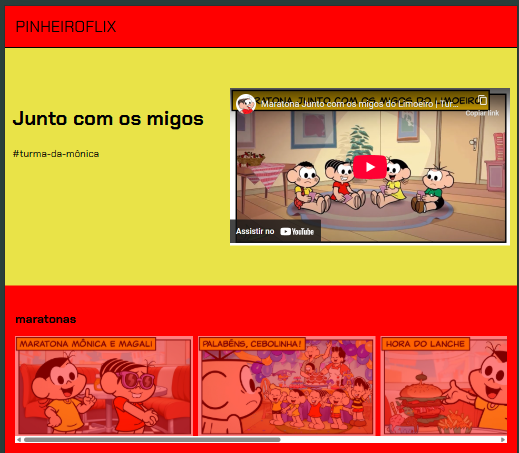 PINHEIROFLIX
Junto com os migos
#turma-da-mônica
MARATONA JUNTO COM OS MIGOS DO LIMOEIRO
Maratona Junto com os migos do Limoeiro | Tur...
Copiar link
Assistir no YouTube
maratonas
MARATONA MÔNICA E MAGALI
PALABÉNS, CEBOLINHA!
HORA DO LANCHE